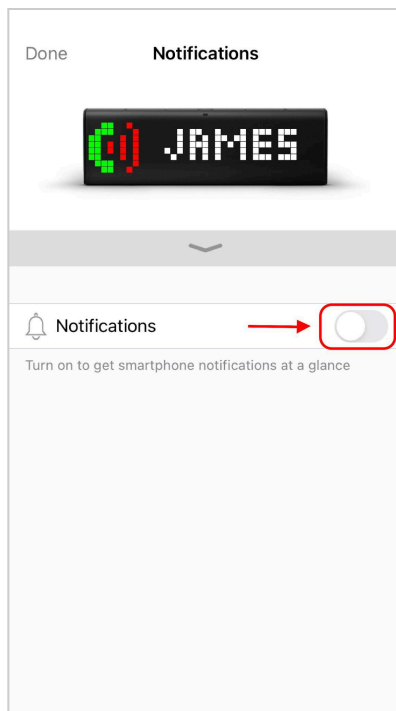 Done
Notifications
JAMES
Notifications
Turn on to get smartphone notifications at a glance